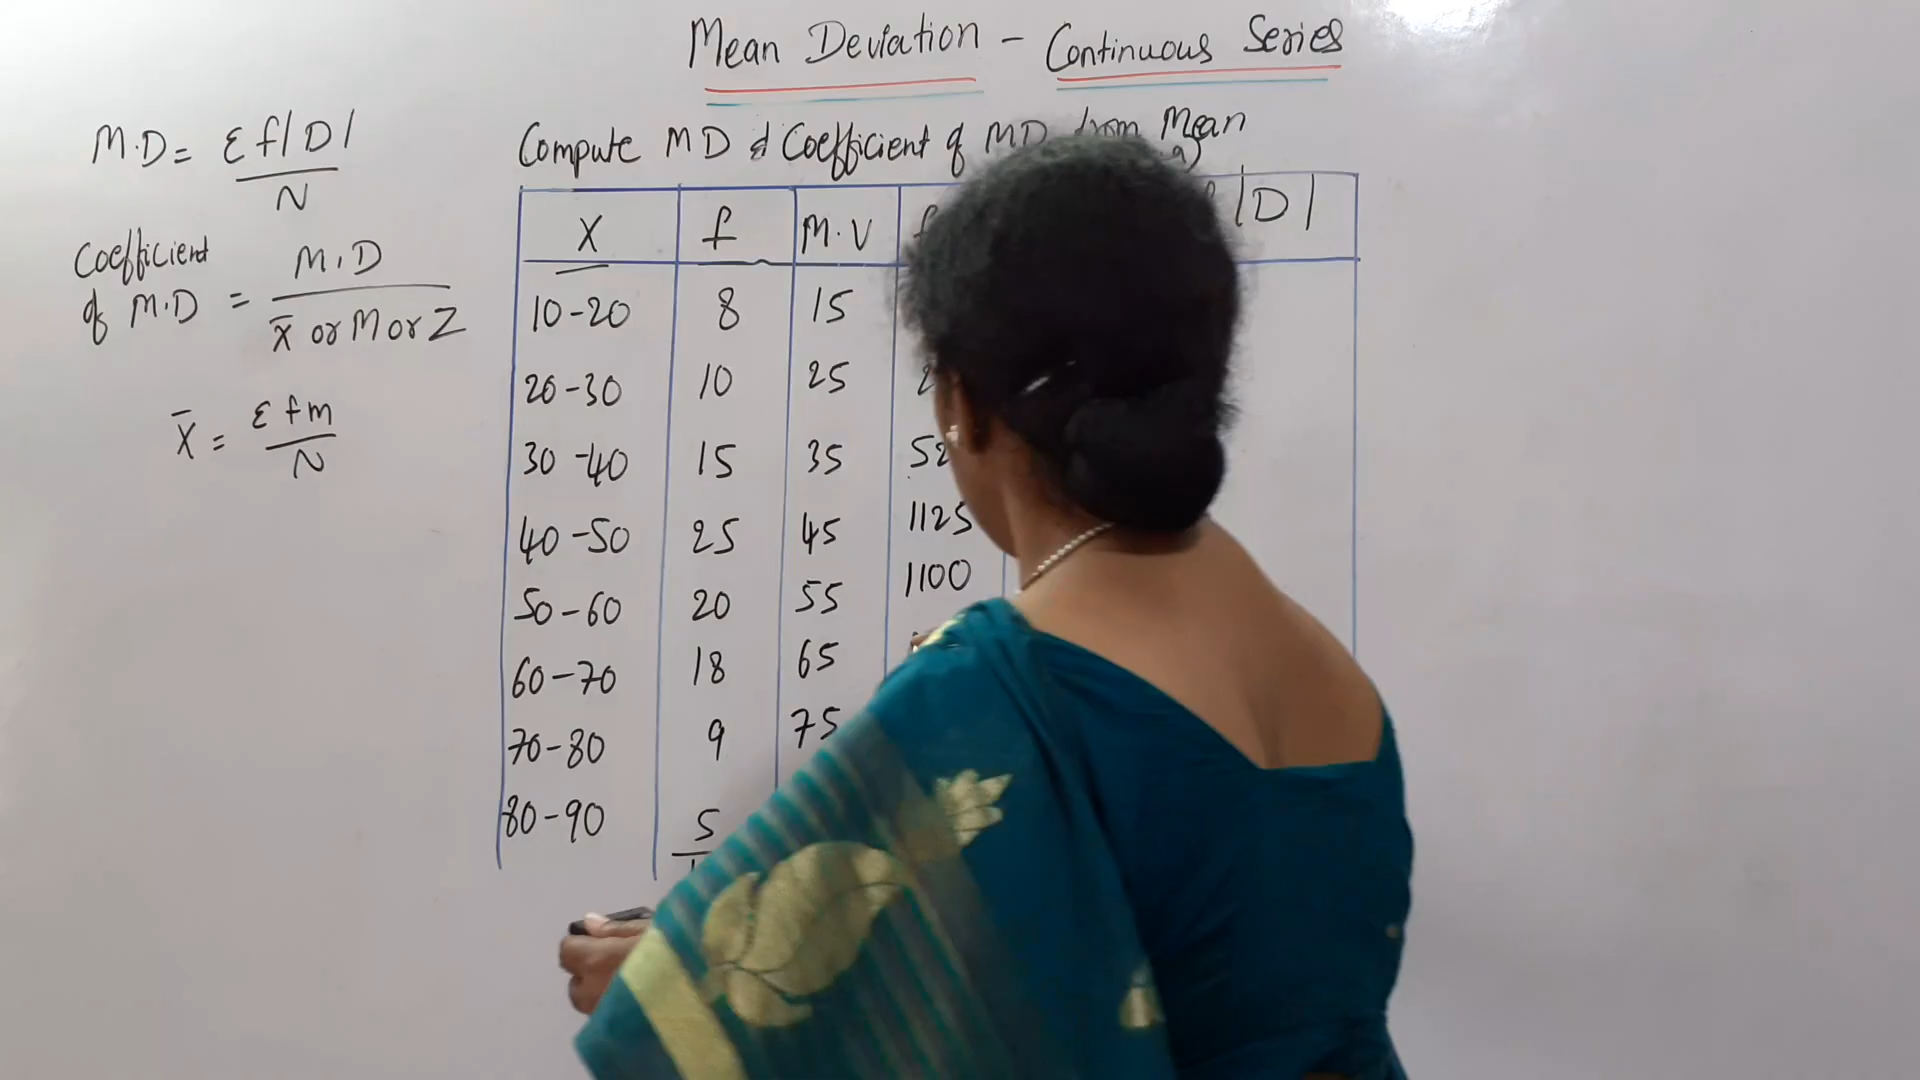 Mean Deviation - Continuous Series
M.D = Σ f|D|
N
Coefficient of M.D = M.D
x̄ or M or Z
X̄ = Σ fm
N
Compute MD & Coefficient of MD from Mean
X f M.V |D|
10-20 8 15
20-30 10 25
30-40 15 35
40-50 25 45 1125
50-60 20 55 1100
60-70 18 65
70-80 9 75
80-90 5